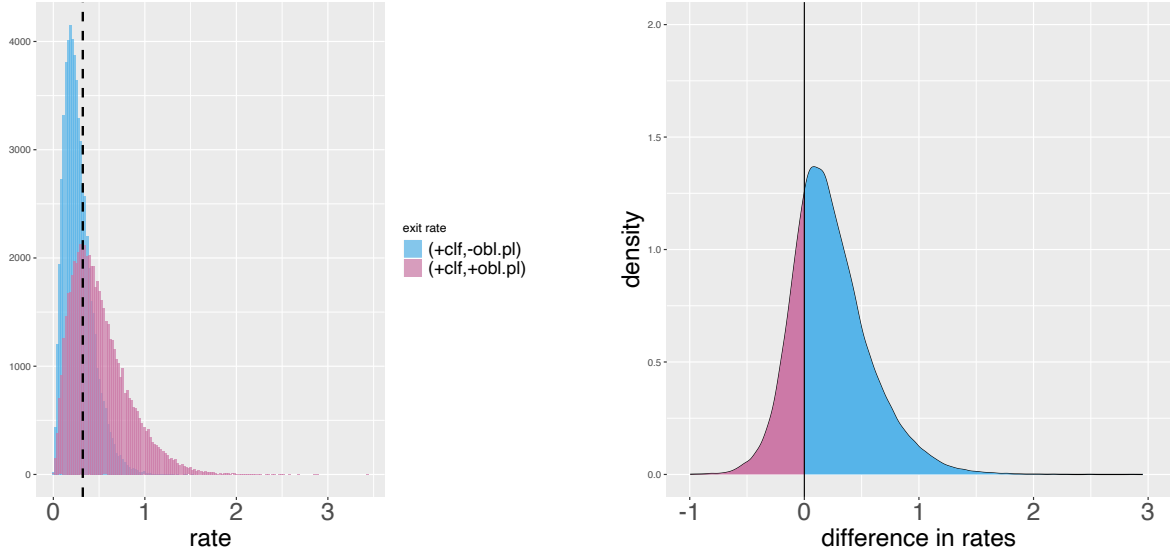 4000
3000
2000
1000
0
0 1 2 3
rate
exit rate
(+clf,-obl.pl)
(+clf,+obl.pl)
2.0
1.5
1.0
0.5
0.0
density
-1 0 1 2 3
difference in rates